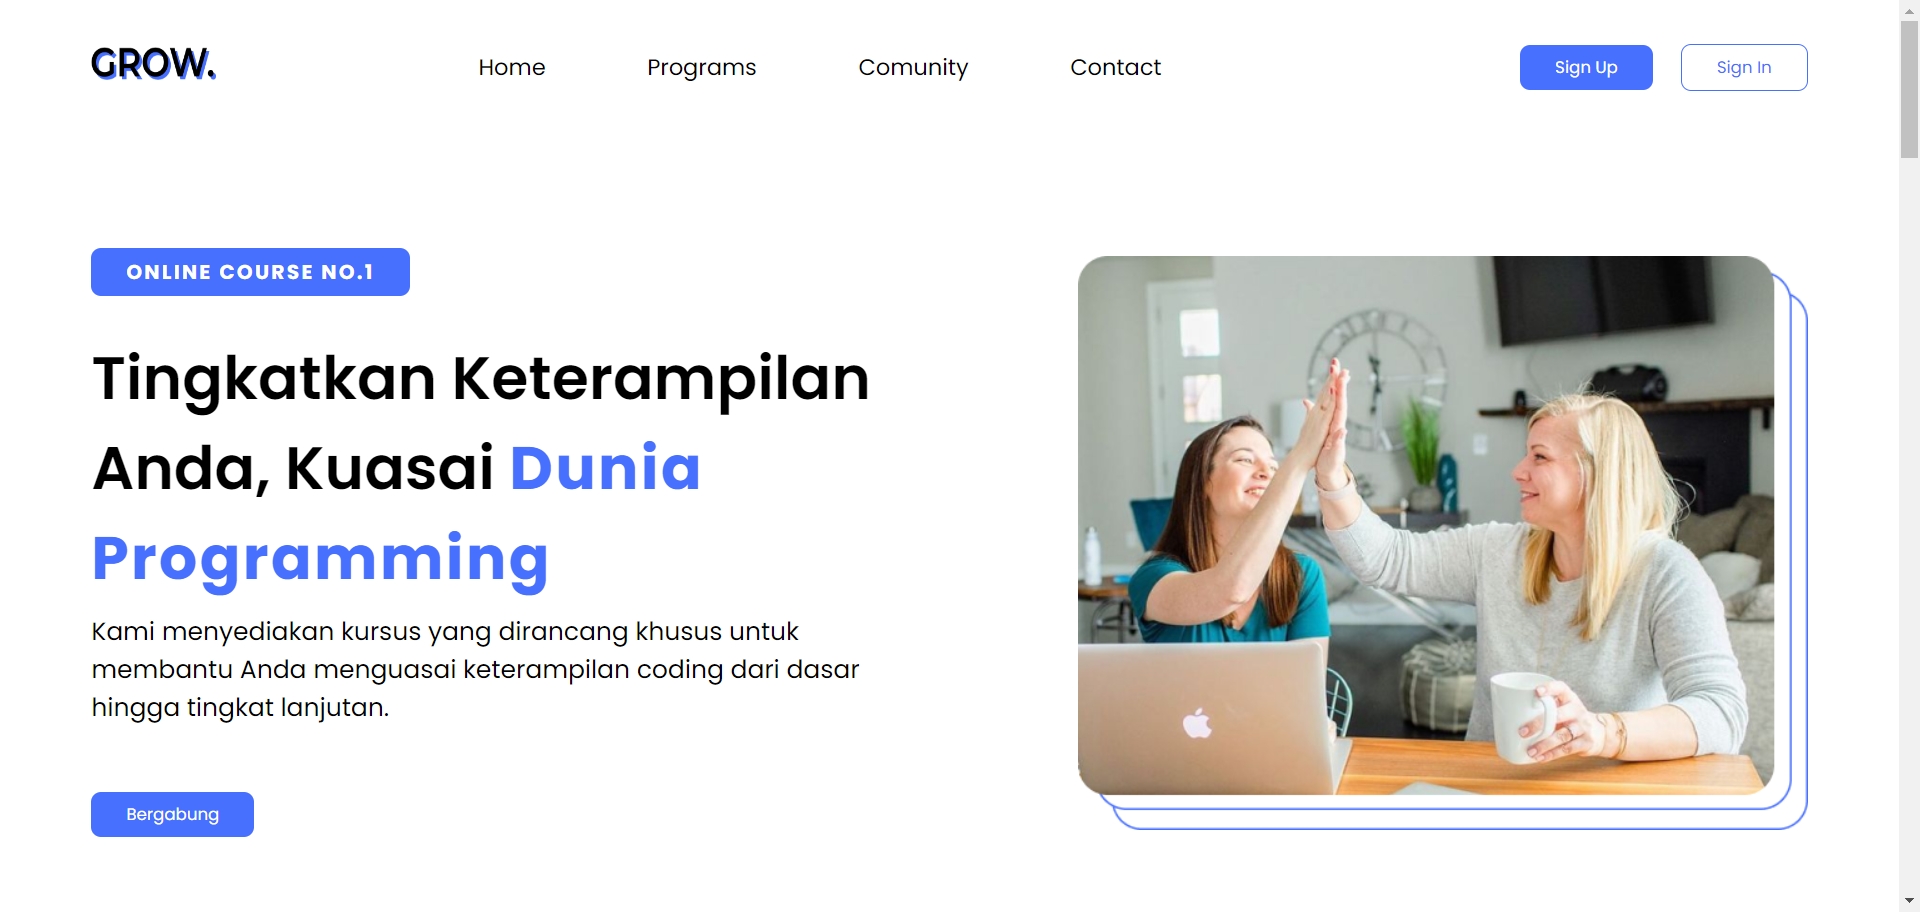 GROW.
Home
Programs
Comunity
Contact
Sign Up
Sign In
ONLINE COURSE NO.1
Tingkatkan Keterampilan
Anda, Kuasai Dunia
Programming
Kami menyediakan kursus yang dirancang khusus untuk
membantu Anda menguasai keterampilan coding dari dasar
hingga tingkat lanjutan.
Bergabung